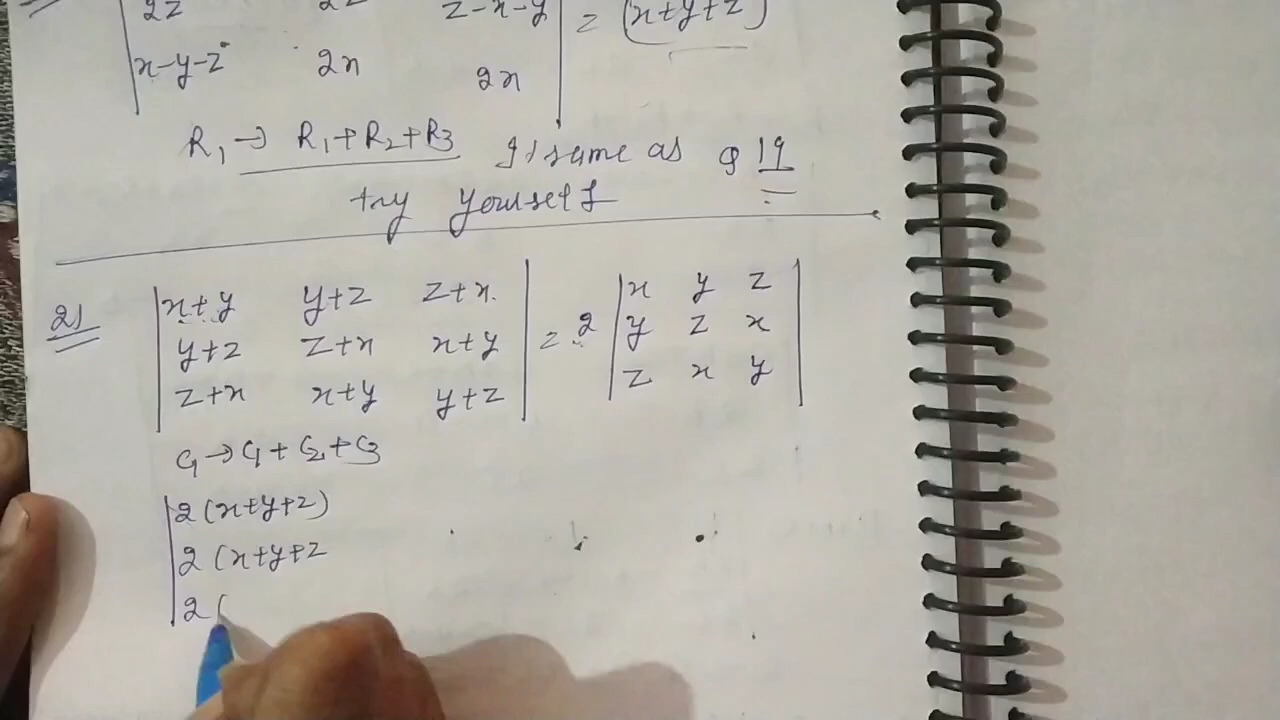 2z 2z z-x-y = (x+y+z)
x-y-z 2x 2x
R1 → R1+R2+R3 It same as Q 19
try yourself
21 | x+y y+z z+x | = 2 | x y z |
| y+z z+x x+y | | y z x |
| z+x x+y y+z | | z x y |
C1 → C1 + C2 + C3
| 2(x+y+z)
| 2(x+y+z
| 2(